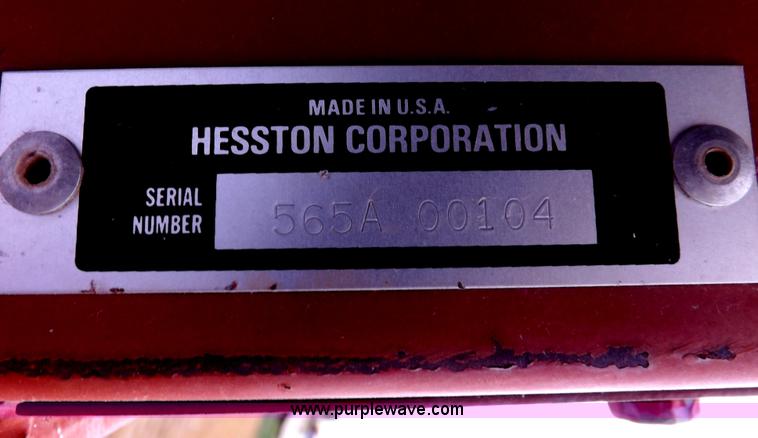 MADE IN U.S.A.
HESSTON CORPORATION
SERIAL
NUMBER
565A 00104
www.purplewave.com